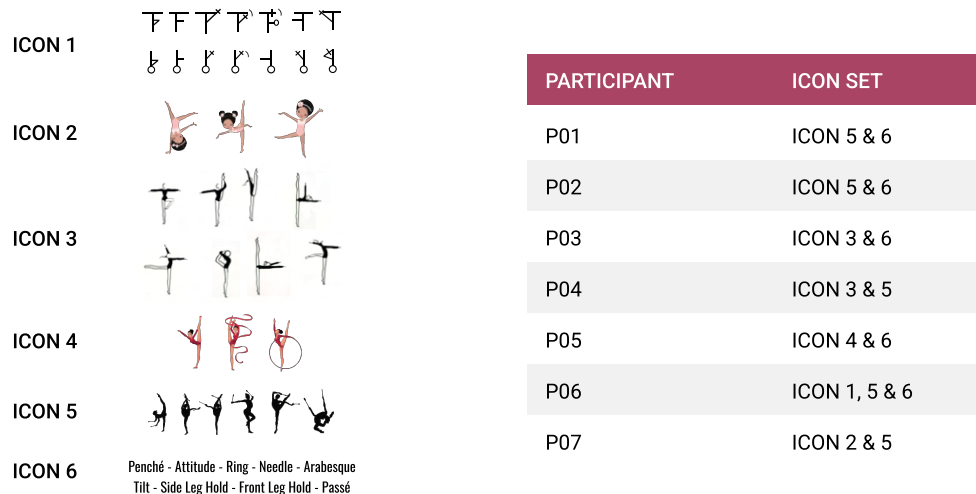 ICON 1
ICON 2
ICON 3
ICON 4
ICON 5
ICON 6
Penché - Attitude - Ring - Needle - Arabesque
Tilt - Side Leg Hold - Front Leg Hold - Passé
PARTICIPANT ICON SET
P01 ICON 5 & 6
P02 ICON 5 & 6
P03 ICON 3 & 6
P04 ICON 3 & 5
P05 ICON 4 & 6
P06 ICON 1, 5 & 6
P07 ICON 2 & 5